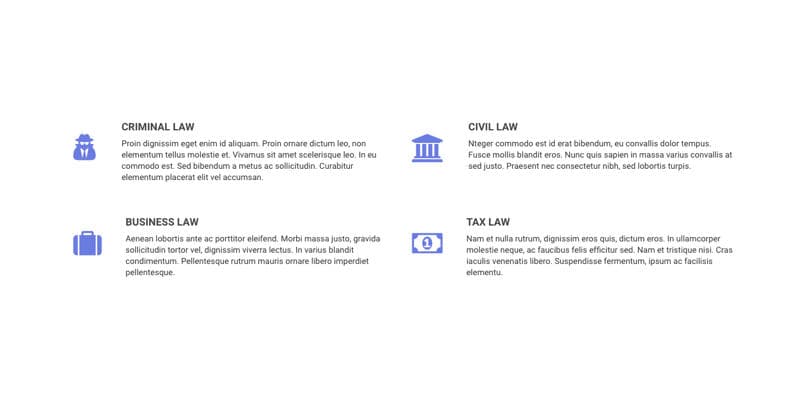 CRIMINAL LAW
Proin dignissim eget enim id aliquam. Proin ornare dictum leo, non
elementum tellus molestie et. Vivamus sit amet scelerisque leo. In eu
commodo est. Sed bibendum a metus ac sollicitudin. Curabitur
elementum placerat elit vel accumsan.
CIVIL LAW
Nteger commodo est id erat bibendum, eu convallis dolor tempus.
Fusce mollis blandit eros. Nunc quis sapien in massa varius convallis at
sed justo. Praesent nec consectetur nibh, sed lobortis turpis.
BUSINESS LAW
Aenean lobortis ante ac porttitor eleifend. Morbi massa justo, gravida
sollicitudin tortor vel, dignissim viverra lectus. In varius blandit
condimentum. Pellentesque rutrum mauris ornare libero imperdiet
pellentesque.
1
TAX LAW
Nam et nulla rutrum, dignissim eros quis, dictum eros. In ullamcorper
molestie neque, ac faucibus felis efficitur sed. Nam et tristique nisi. Cras
iaculis venenatis libero. Suspendisse fermentum, ipsum ac facilisis
elementu.